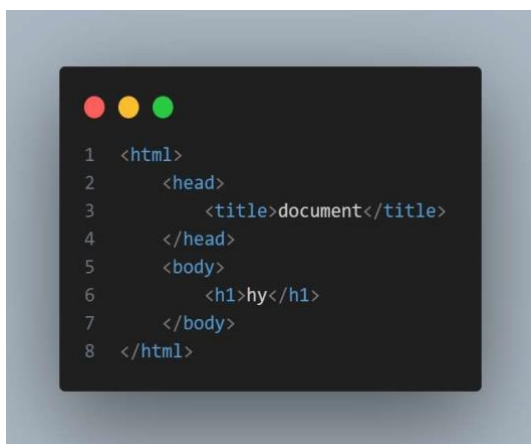 1 <html>
2 <head>
3 <title>document</title>
4 </head>
5 <body>
6 <h1>hy</h1>
7 </body>
8 </html>